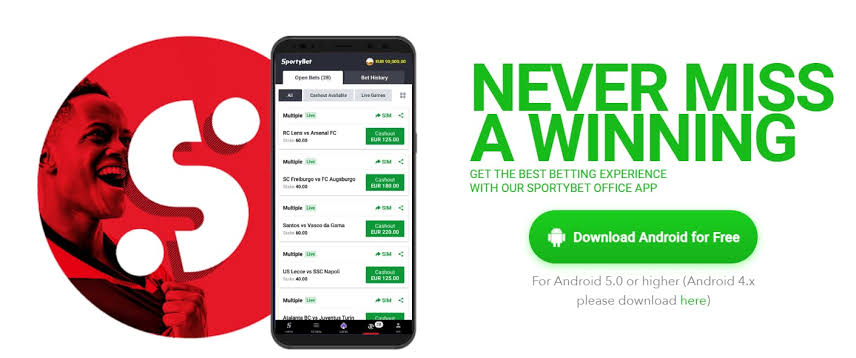 SportyBet
EUR 90,000.00
Open Bets (28)
Bet History
All
Cashout Available
Live Games
Multiple Live
SIM
RC Lens vs Arsenal FC
Stake 60.00
Cashout
EUR 125.00
Multiple Live
SIM
SC Freiburgo vs FC Augsburgo
Stake 40.00
Cashout
EUR 180.00
Multiple Live
SIM
Santos vs Vasco da Gama
Stake 60.00
Cashout
EUR 220.00
Multiple Live
SIM
US Lecce vs SSC Napoli
Stake 40.00
Cashout
EUR 125.00
Multiple Live
SIM
Atalanta BC vs Juventus Turin
Cashout
NEVER MISS
A WINNING
GET THE BEST BETTING EXPERIENCE
WITH OUR SPORTYBET OFFICE APP
Download Android for Free
For Android 5.0 or higher (Android 4.x
please download here)